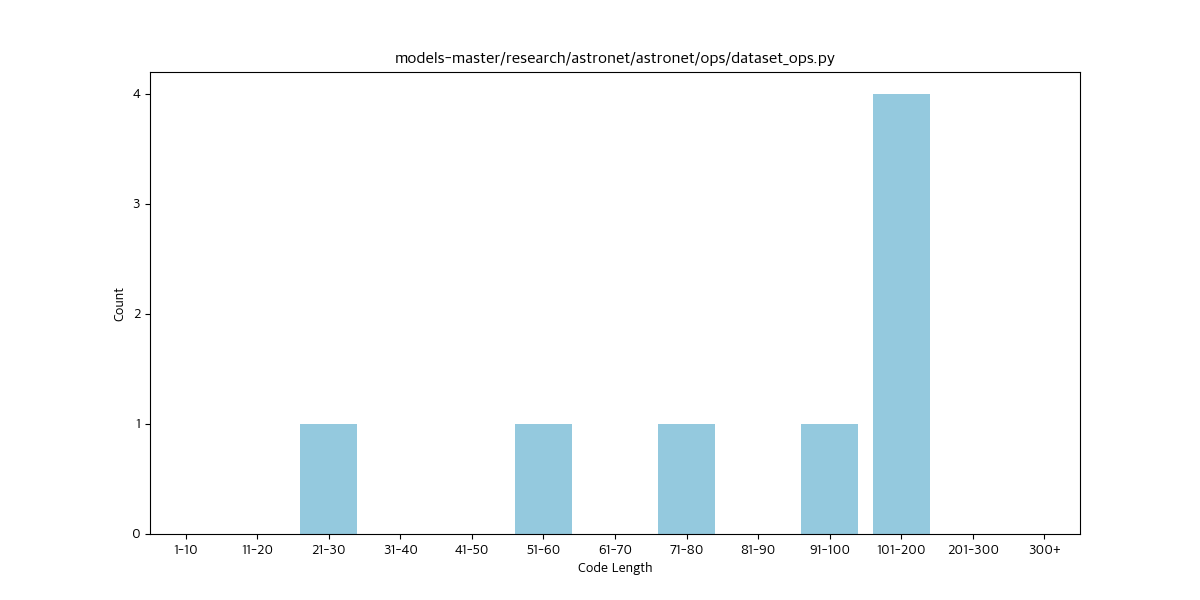 models-master/research/astronet/astronet/ops/dataset_ops.py
4
3
2
1
0
Count
1-10 11-20 21-30 31-40 41-50 51-60 61-70 71-80 81-90 91-100 101-200 201-300 300+
Code Length